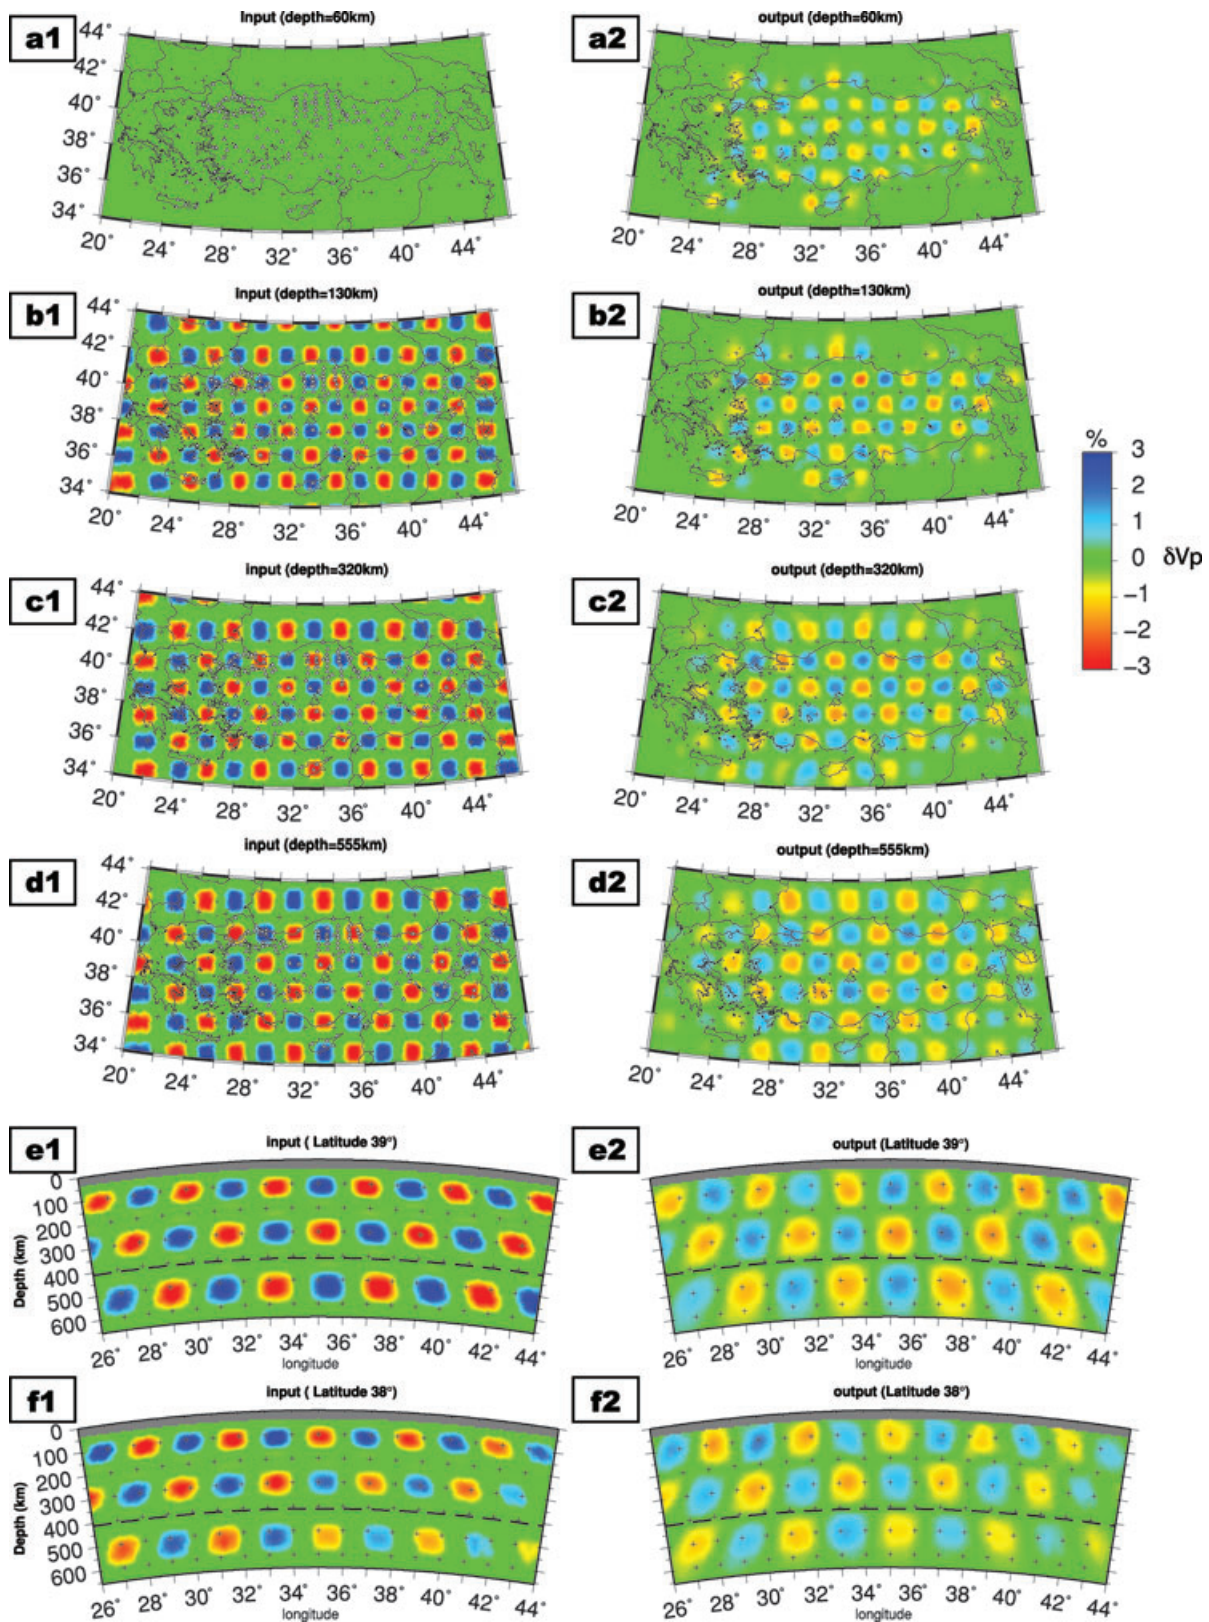 a1
input (depth=60km)
44°
42°
40°
38°
36°
34°
20°
24°
28°
32°
36°
40°
44°
a2
output (depth=60km)
20°
24°
28°
32°
36°
40°
44°
b1
input (depth=130km)
44°
42°
40°
38°
36°
34°
20°
24°
28°
32°
36°
40°
44°
b2
output (depth=130km)
20°
24°
28°
32°
36°
40°
44°
%
3
2
1
0
−1
−2
−3
δVp
c1
input (depth=320km)
44°
42°
40°
38°
36°
34°
20°
24°
28°
32°
36°
40°
44°
c2
output (depth=320km)
20°
24°
28°
32°
36°
40°
44°
d1
input (depth=555km)
44°
42°
40°
38°
36°
34°
20°
24°
28°
32°
36°
40°
44°
d2
output (depth=555km)
20°
24°
28°
32°
36°
40°
44°
e1
input ( Latitude 39°)
0
100
200
300
400
500
600
Depth (km)
26° 28° 30° 32° 34° 36° 38° 40° 42° 44°
longitude
e2
output (Latitude 39°)
26° 28° 30° 32° 34° 36° 38° 40° 42° 44°
longitude
f1
input ( Latitude 38°)
0
100
200
300
400
500
600
Depth (km)
26° 28° 30° 32° 34° 36° 38° 40° 42° 44°
longitude
f2
output (Latitude 38°)
26° 28° 30° 32° 34° 36° 38° 40° 42° 44°
longitude